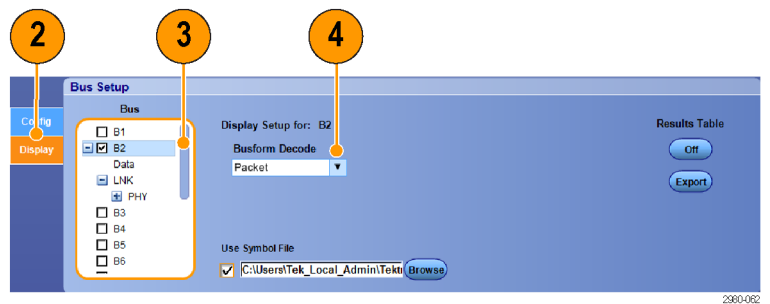 2 3 4
Bus Setup
Bus
Config
Display
B1
B2
Data
LNK
PHY
B3
B4
B5
B6
Display Setup for: B2
Busform Decode
Packet
Use Symbol File
C:\Users\Tek_Local_Admin\Tekt
Browse
Results Table
Off
Export
2980-062